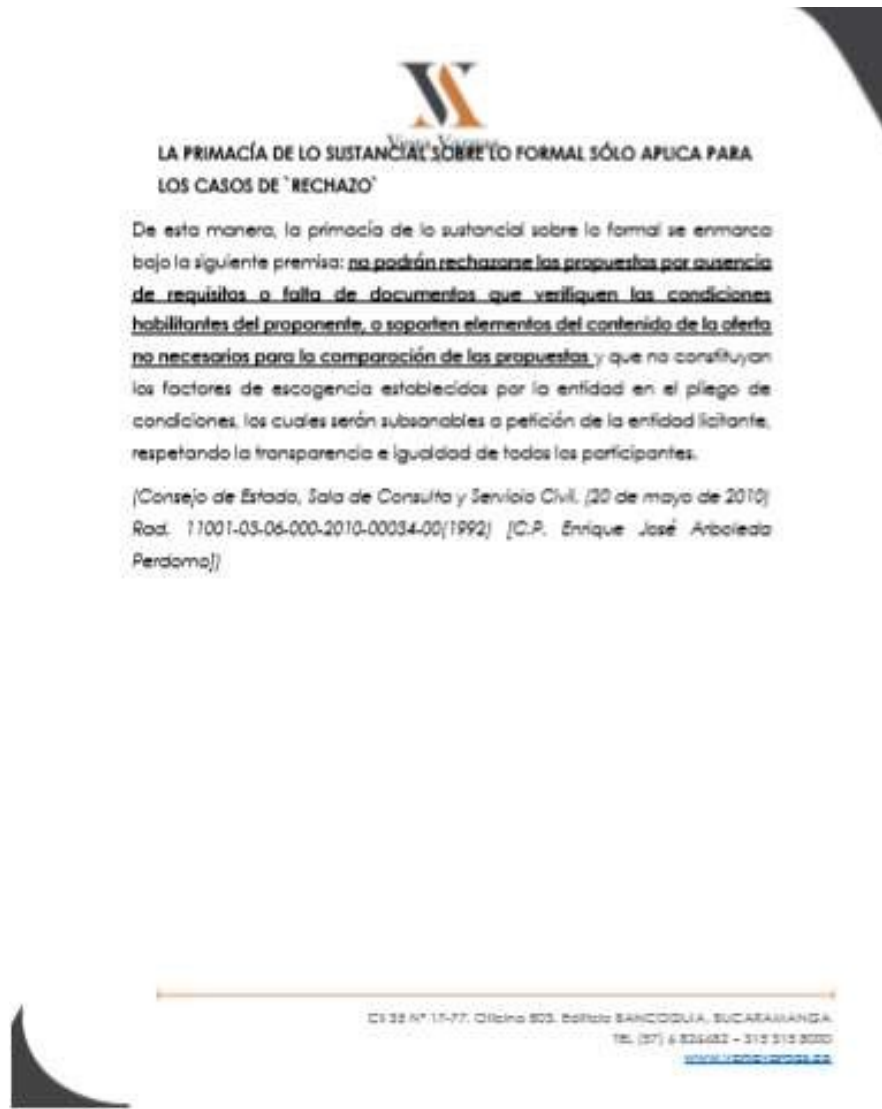 LA PRIMACÍA DE LO SUSTANCIAL SOBRE LO FORMAL SÓLO APLICA PARA
LOS CASOS DE `RECHAZO`
De esta manera, la primacía de lo sustancial sobre lo formal se enmarca
bajo la siguiente premisa: no podrán rechazarse las propuestas por ausencia
de requisitos o falta de documentos que verifiquen las condiciones
habilitantes del proponente, o soporten elementos del contenido de la oferta
no necesarios para la comparación de las propuestas y que no constituyan
los factores de escogencia establecidos por la entidad en el pliego de
condiciones, los cuales serán subsanables a petición de la entidad licitante,
respetando la transparencia e igualdad de todos los participantes.
(Consejo de Estado, Sala de Consulta y Servicio Civil. (20 de mayo de 2010)
Rad. 11001-03-06-000-2010-00034-00(1992) [C.P. Enrique José Arboleda
Perdomo])
Oficina 803. Edificio BANCOQUIA, BUCARAMANGA
TEL (57) 6 – 315 315